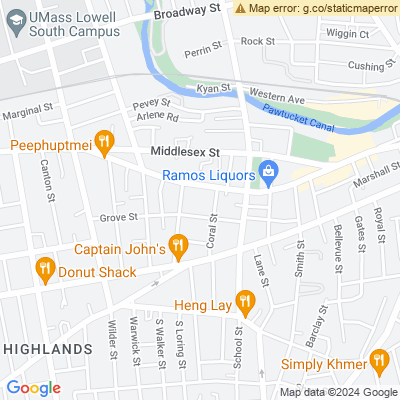 UMass Lowell
South Campus
Broadway St
Map error: g.co/staticmaperror
Perrin St
Rock St
Wiggin Ct
Cushing St
Kyan St
Western Ave
Marginal St
Pevey St
Arlene Rd
Pawtucket Canal
Peephuptmei
Middlesex St
Ramos Liquors
Marshall St
Canton St
Grove St
Coral St
Royal St
Gates St
Bellevue St
Smith St
Lane St
Captain John's
Donut Shack
Heng Lay
Barclay St
Wilder St
Warwick St
S Walker St
S Loring St
School St
HIGHLANDS
Simply Khmer
Google
Map data ©2024 Google